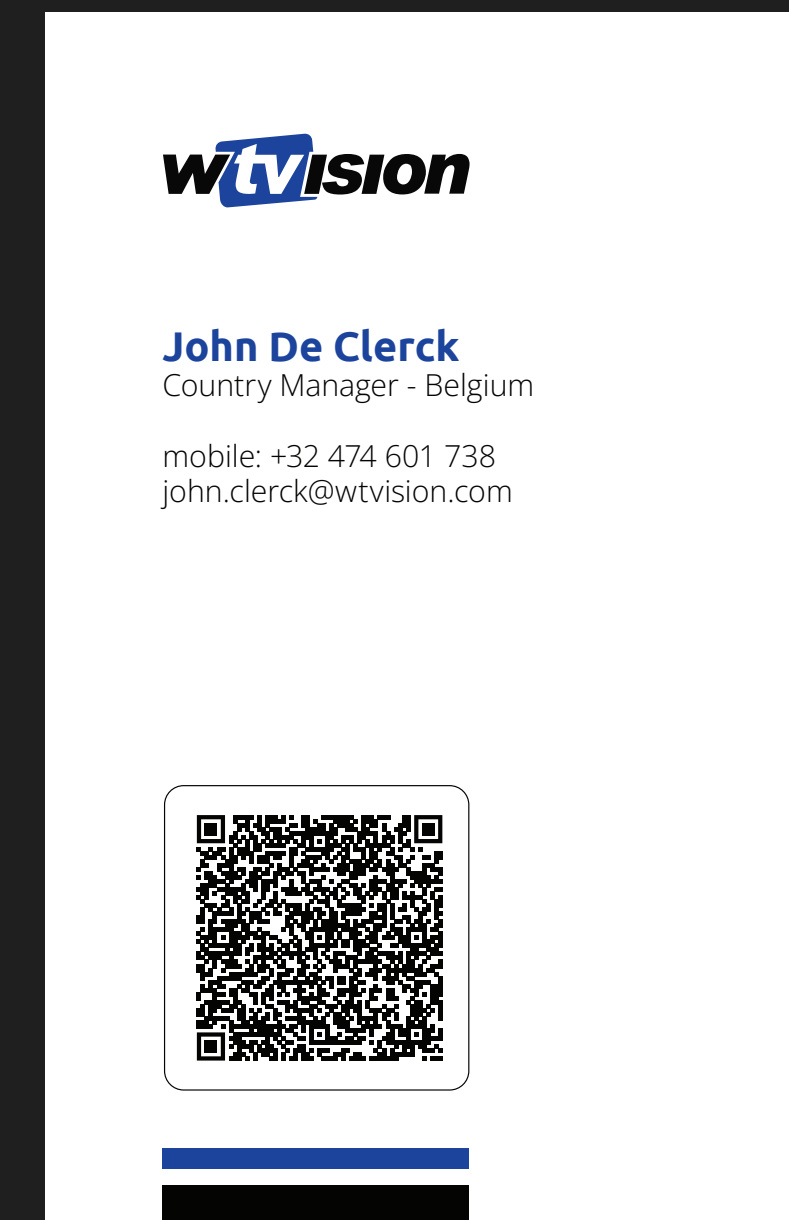 wtvision
John De Clerck
Country Manager - Belgium
mobile: +32 474 601 738
john.clerck@wtvision.com